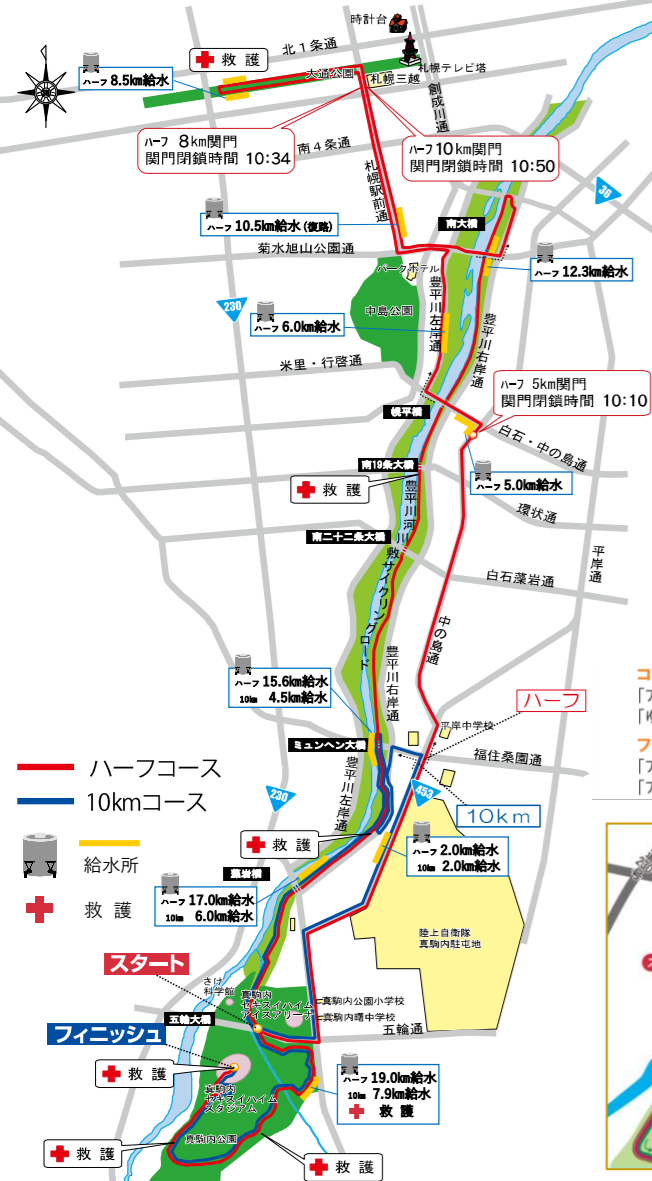 時計台
北1条通
救護
ハーフ 8.5km給水
大通公園
札幌三越
札幌テレビ塔
創成川通
ハーフ 8km関門
関門閉鎖時間 10:34
南4条通
札幌駅前通
ハーフ 10km関門
関門閉鎖時間 10:50
36
ハーフ 10.5km給水 (復路)
南大橋
菊水旭山公園通
パークホテル
ハーフ 12.3km給水
230
中島公園
豊平川左岸通
豊平川右岸通
ハーフ 6.0km給水
米里・行啓通
ハーフ 5km関門
関門閉鎖時間 10:10
幌平橋
白石・中の島通
南19条大橋
救護
ハーフ 5.0km給水
環状通
豊平川河川敷サイクリングロード
南二十二条大橋
平岸通
白石藻岩通
中の島通
豊平川右岸通
ハーフ 15.6km給水
10km 4.5km給水
ハーフ
平岸中学校
ミュンヘン大橋
福住桑園通
豊平川左岸通
ハーフコース
10kmコース
230
453
10km
給水所
救護
救護
ハーフ 2.0km給水
10km 2.0km給水
藻岩橋
ハーフ 17.0km給水
10km 6.0km給水
陸上自衛隊
真駒内駐屯地
スタート
さけ
科学館
真駒内
セキスイハイム
アイスアリーナ
真駒内公園小学校
真駒内曙中学校
五輪大橋
五輪通
フィニッシュ
救護
真駒内
セキスイハイム
スタジアム
ハーフ 19.0km給水
10km 7.9km給水
救護
真駒内公園
救護
救護